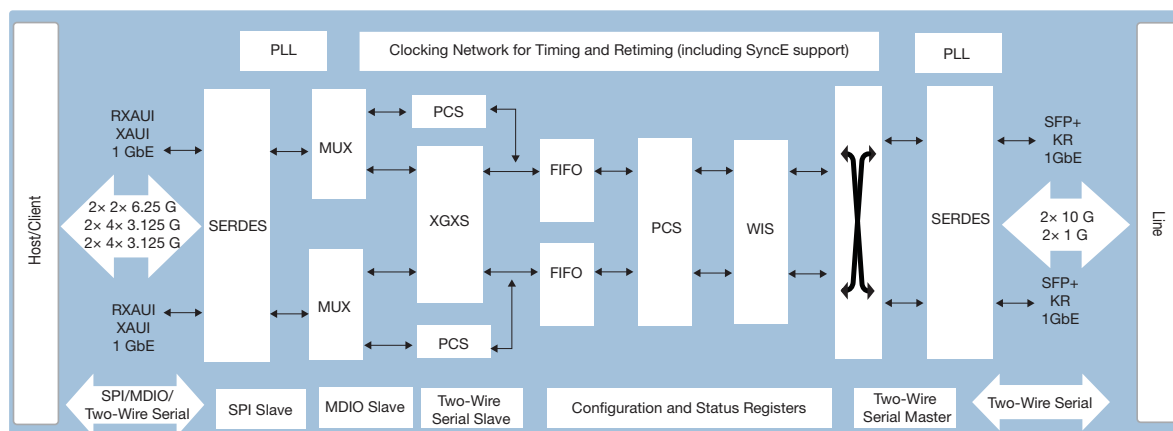 PLL
Clocking Network for Timing and Retiming (including SyncE support)
PLL
Host/Client
RXAUI
XAUI
1 GbE
2× 2× 6.25 G
2× 4× 3.125 G
2× 4× 3.125 G
RXAUI
XAUI
1 GbE
SERDES
MUX
MUX
PCS
XGXS
PCS
FIFO
FIFO
PCS
WIS
SERDES
SFP+
KR
1GbE
2× 10 G
2× 1 G
SFP+
KR
1GbE
Line
SPI/MDIO/
Two-Wire Serial
SPI Slave
MDIO Slave
Two-Wire
Serial Slave
Configuration and Status Registers
Two-Wire
Serial Master
Two-Wire Serial